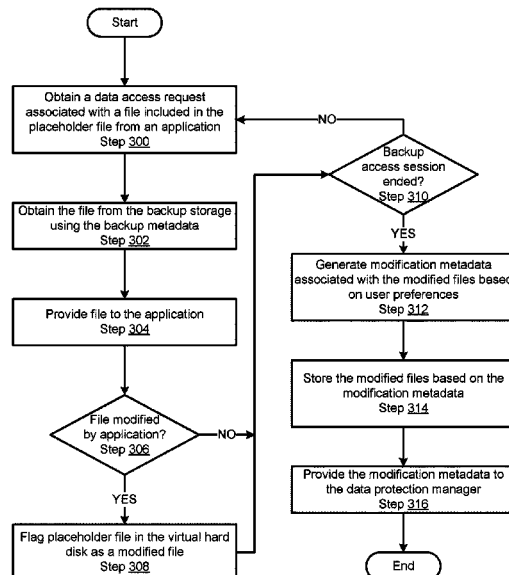 Start
Obtain a data access request
associated with a file included in the
placeholder file from an application
Step 300
Obtain the file from the backup storage
using the backup metadata
Step 302
Provide file to the application
Step 304
File modified
by application?
Step 306
NO
YES
Flag placeholder file in the virtual hard
disk as a modified file
Step 308
NO
Backup
access session
ended?
Step 310
YES
Generate modification metadata
associated with the modified files based
on user preferences
Step 312
Store the modified files based on the
modification metadata
Step 314
Provide the modification metadata to
the data protection manager
Step 316
End